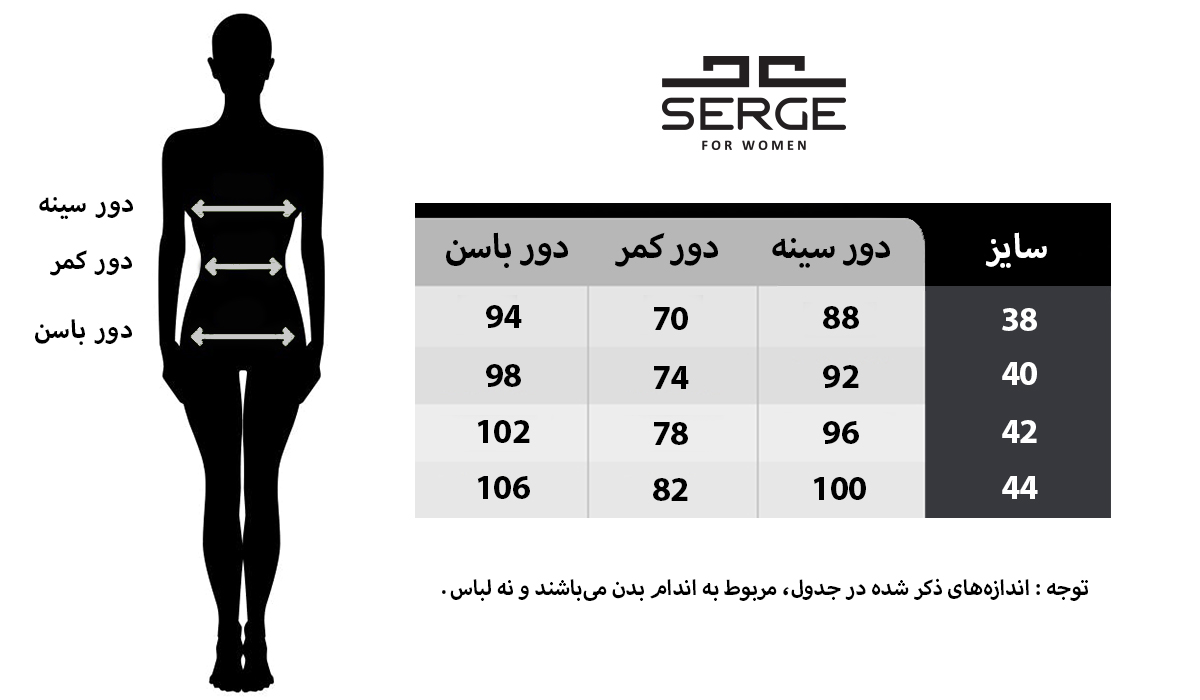 SERGE
FOR WOMEN
دور سینه
دور کمر
دور باسن
سایز دور سینه دور کمر دور باسن
38 88 70 94
40 92 74 98
42 96 78 102
44 100 82 106
توجه : اندازه‌های ذکر شده در جدول، مربوط به اندام بدن می‌باشند و نه لباس .